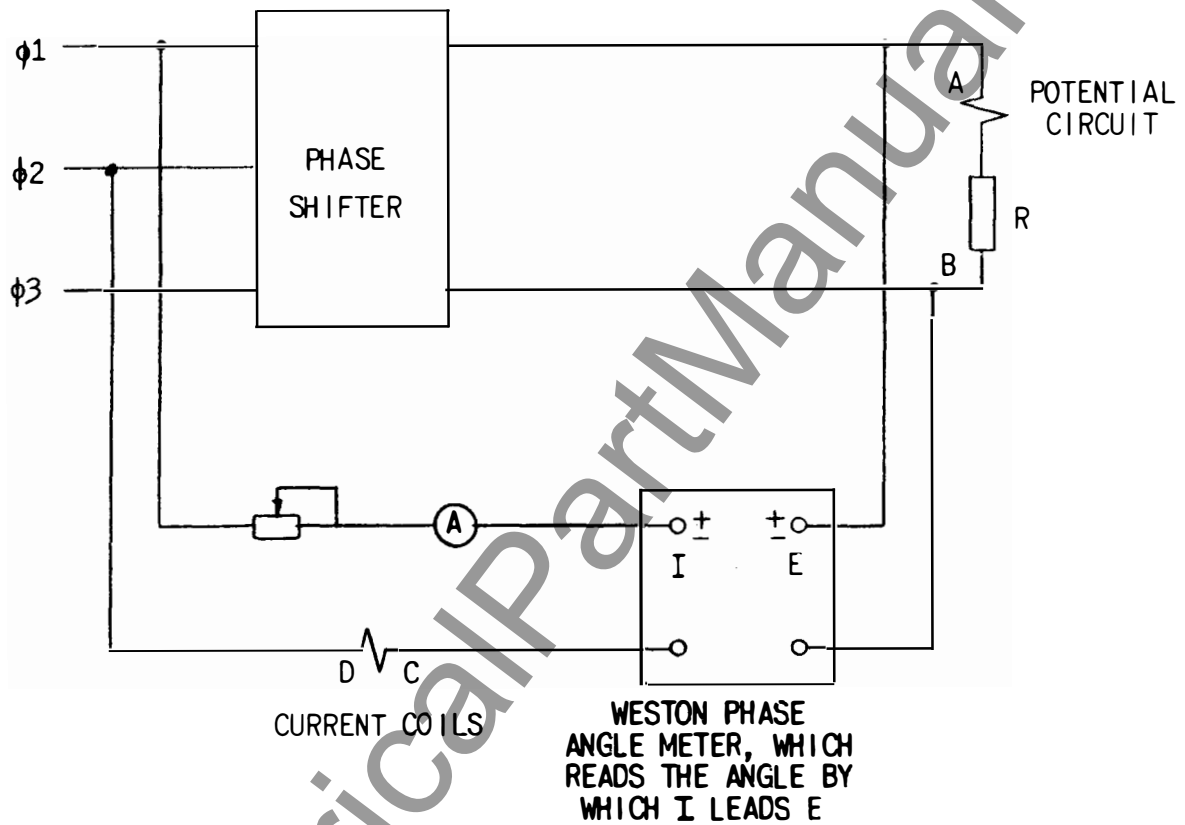 ϕ1
ϕ2
ϕ3
PHASE
SHIFTER
A
POTENTIAL
CIRCUIT
R
B
A
±
±
I
E
D
C
CURRENT COILS
WESTON PHASE
ANGLE METER, WHICH
READS THE ANGLE BY
WHICH I LEADS E
icalPartManua